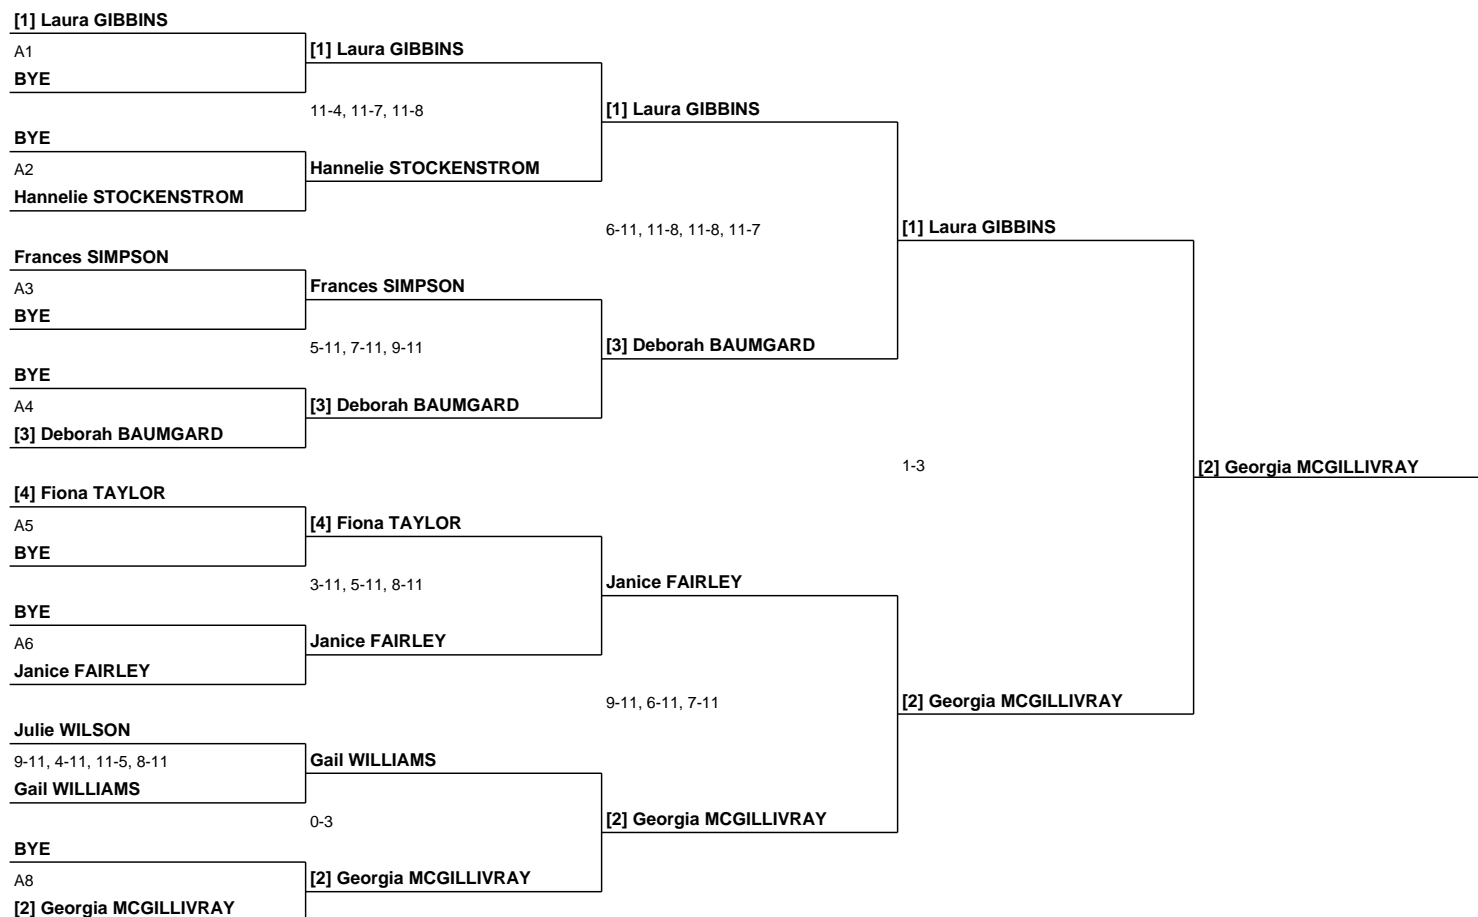 [1] Laura GIBBINS
A1
BYE
BYE
A2
Hannelie STOCKENSTROM
Frances SIMPSON
A3
BYE
BYE
A4
[3] Deborah BAUMGARD
[4] Fiona TAYLOR
A5
BYE
BYE
A6
Janice FAIRLEY
Julie WILSON
9-11, 4-11, 11-5, 8-11
Gail WILLIAMS
BYE
A8
[2] Georgia MCGILLIVRAY
[1] Laura GIBBINS
11-4, 11-7, 11-8
Hannelie STOCKENSTROM
Frances SIMPSON
5-11, 7-11, 9-11
[3] Deborah BAUMGARD
[4] Fiona TAYLOR
3-11, 5-11, 8-11
Janice FAIRLEY
Gail WILLIAMS
0-3
[2] Georgia MCGILLIVRAY
[1] Laura GIBBINS
6-11, 11-8, 11-8, 11-7
[3] Deborah BAUMGARD
Janice FAIRLEY
9-11, 6-11, 7-11
[2] Georgia MCGILLIVRAY
[1] Laura GIBBINS
1-3
[2] Georgia MCGILLIVRAY
[2] Georgia MCGILLIVRAY